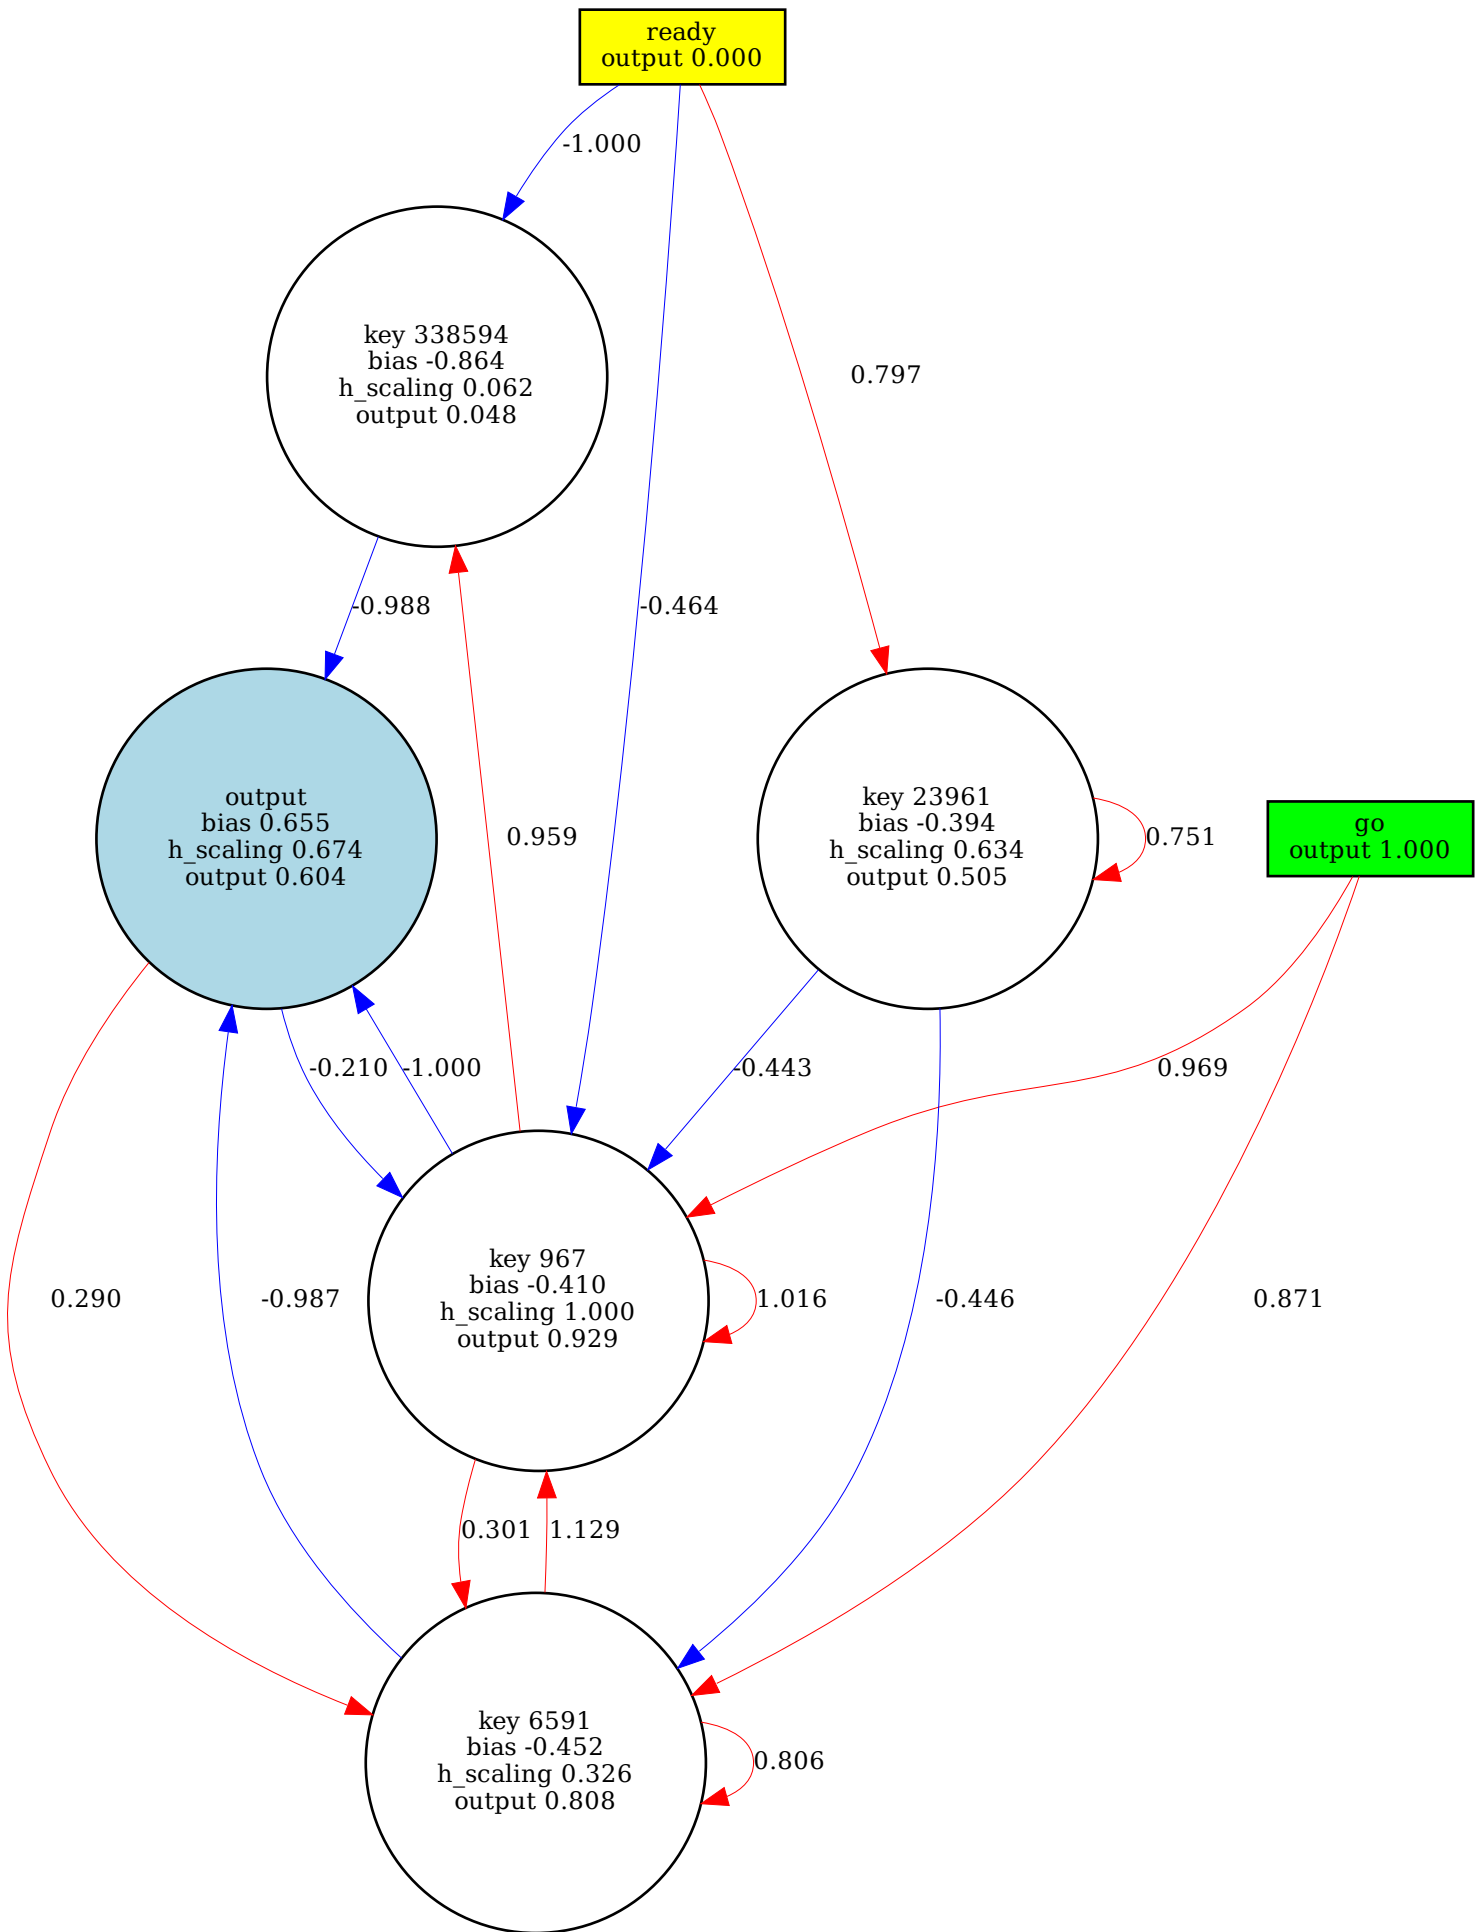 ready
output 0.000
-1.000
key 338594
bias -0.864
h_scaling 0.062
output 0.048
0.797
-0.988
-0.464
output
bias 0.655
h_scaling 0.674
output 0.604
0.959
key 23961
bias -0.394
h_scaling 0.634
output 0.505
0.751
go
output 1.000
-0.210
-1.000
-0.443
0.969
0.290
-0.987
key 967
bias -0.410
h_scaling 1.000
output 0.929
1.016
-0.446
0.871
0.301
1.129
key 6591
bias -0.452
h_scaling 0.326
output 0.808
0.806